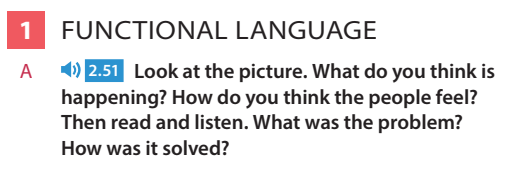 1 FUNCTIONAL LANGUAGE
A 2.51 Look at the picture. What do you think is
happening? How do you think the people feel?
Then read and listen. What was the problem?
How was it solved?